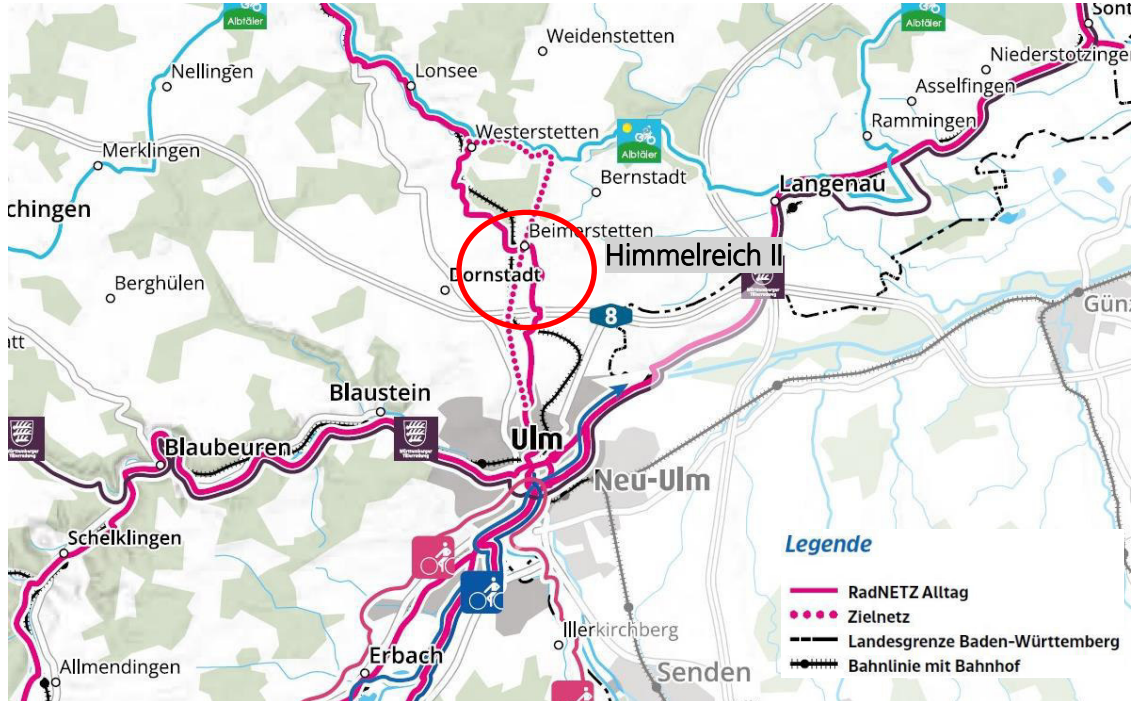 Albtäler
Albtäler
Sont
Weidenstetten
Niederstotzingen
Nellingen
Lonsee
Asselfingen
Westerstetten
Rammingen
Merklingen
Albtäler
Bernstadt
Langenau
chingen
Beimerstetten
Himmelreich II
Dornstadt
Berghülen
8
Günz
att
Blaustein
Ulm
Blaubeuren
Neu-Ulm
Schelklingen
Legende
RadNETZ Alltag
Zielnetz
Illerkirchberg
Landesgrenze Baden-Württemberg
Erbach
Bahnlinie mit Bahnhof
Allmendingen
Senden